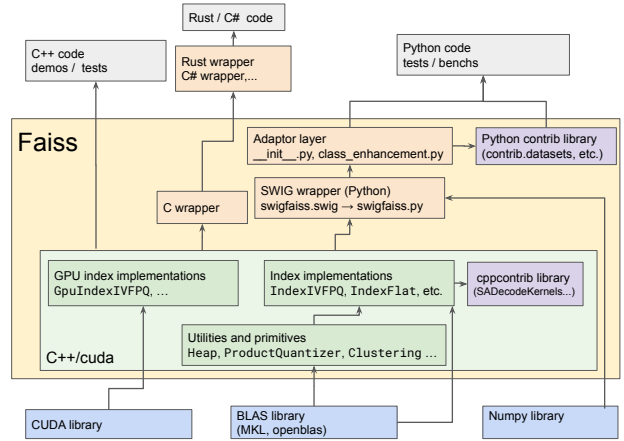 Rust / C# code
C++ code
demos / tests
Rust wrapper
C# wrapper,...
Python code
tests / benchs
Faiss
Adaptor layer
__init__.py, class_enhancement.py
Python contrib library
(contrib.datasets, etc.)
C wrapper
SWIG wrapper (Python)
swigfaiss.swig → swigfaiss.py
GPU index implementations
GpuIndexIVFPQ, …
Index implementations
IndexIVFPQ, IndexFlat, etc.
cppcontrib library
(SADecodeKernels...)
Utilities and primitives
Heap, ProductQuantizer, Clustering …
C++/cuda
CUDA library
BLAS library
(MKL, openblas)
Numpy library